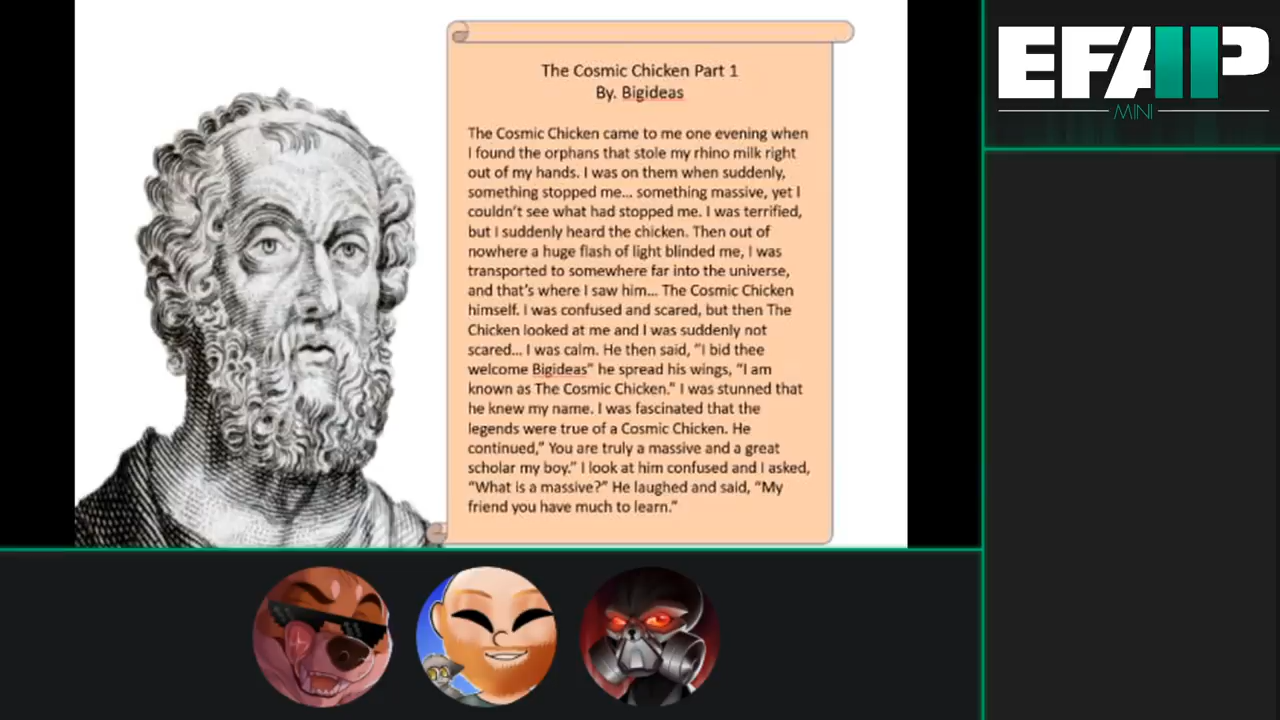 The Cosmic Chicken Part 1
By. Bigideas
The Cosmic Chicken came to me one evening when
I found the orphans that stole my rhino milk right
out of my hands. I was on them when suddenly,
something stopped me... something massive, yet I
couldn't see what had stopped me. I was terrified,
but I suddenly heard the chicken. Then out of
nowhere a huge flash of light blinded me, I was
transported to somewhere far into the universe,
and that's where I saw him... The Cosmic Chicken
himself. I was confused and scared, but then The
Chicken looked at me and I was suddenly not
scared... I was calm. He then said, "I bid thee
welcome Bigideas" he spread his wings, "I am
known as The Cosmic Chicken." I was stunned that
he knew my name. I was fascinated that the
legends were true of a Cosmic Chicken. He
continued," You are truly a massive and a great
scholar my boy." I look at him confused and I asked,
"What is a massive?" He laughed and said, "My
friend you have much to learn."
EFAP
MINI